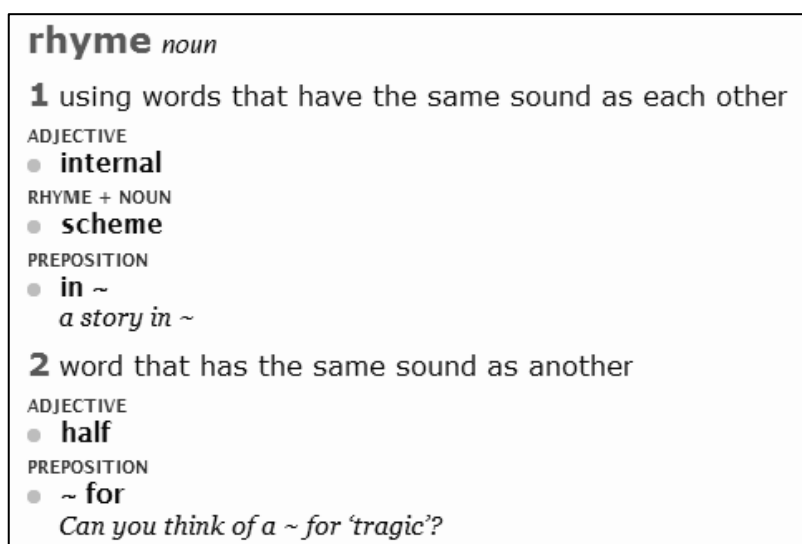 rhyme noun
1 using words that have the same sound as each other
ADJECTIVE
● internal
RHYME + NOUN
● scheme
PREPOSITION
● in ~
a story in ~
2 word that has the same sound as another
ADJECTIVE
● half
PREPOSITION
● ~ for
Can you think of a ~ for ‘tragic’?